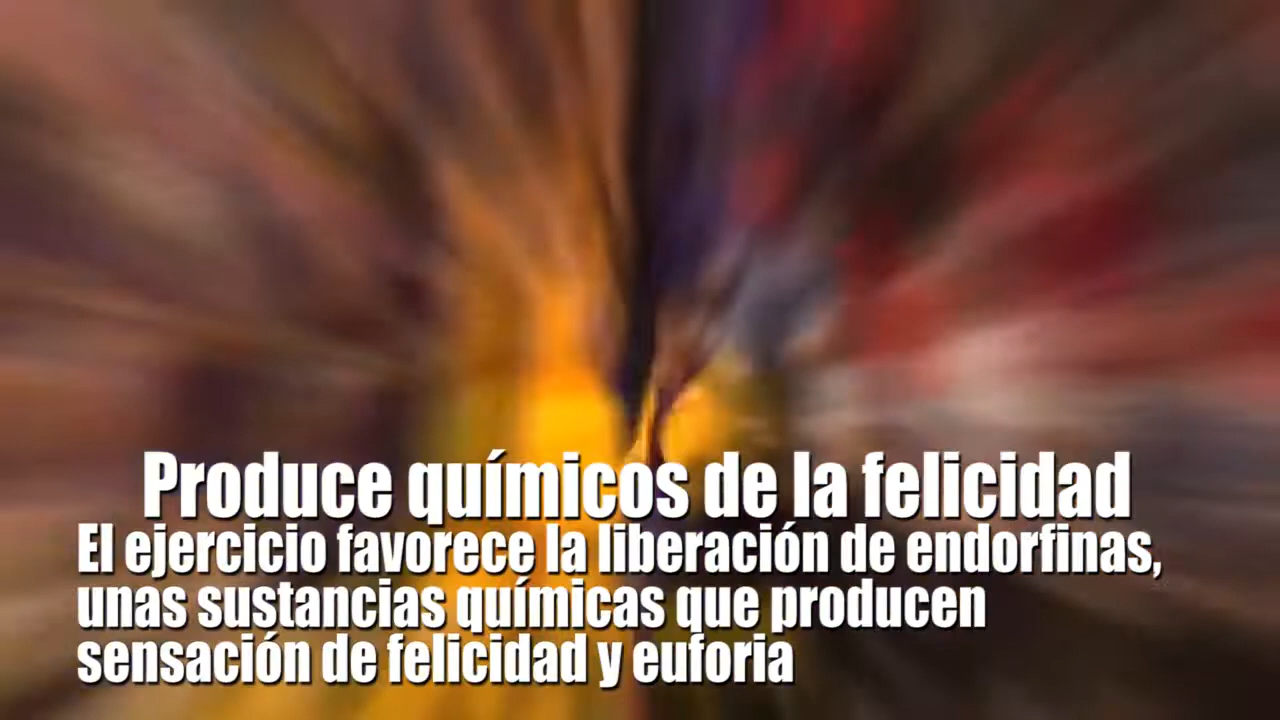 Produce químicos de la felicidad
El ejercicio favorece la liberación de endorfinas,
unas sustancias químicas que producen
sensación de felicidad y euforia